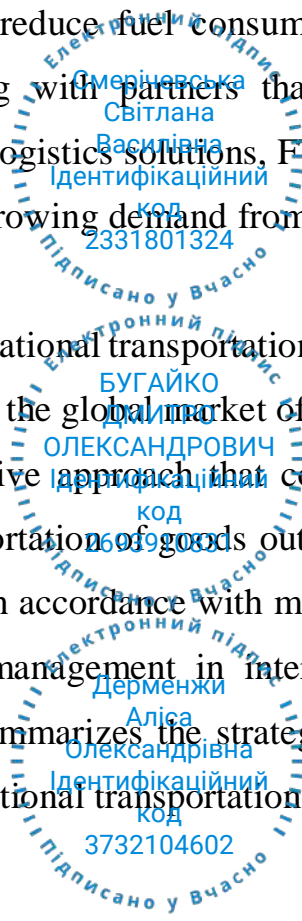 reduce fuel consum
Електронний підпис
Смерічевська
g with partners tha
Світлана
Василівна
ogistics solutions, F
Ідентифікаційний
код
rowing demand from
2331801324
Підписано у Вчасно
Електронний підпис
ational transportation
БУГАЙКО
the global market of
ДМИТРО
ОЛЕКСАНДРОВИЧ
ive approach that co
Ідентифікаційний
код
ortation of goods out
Підписано у Вчасно
n accordance with m
Електронний підпис
management in inte
Дерменжи
Аліса
mmarizes the strateg
Олександрівна
Ідентифікаційний
tional transportation
код
3732104602
Підписано у Вчасно